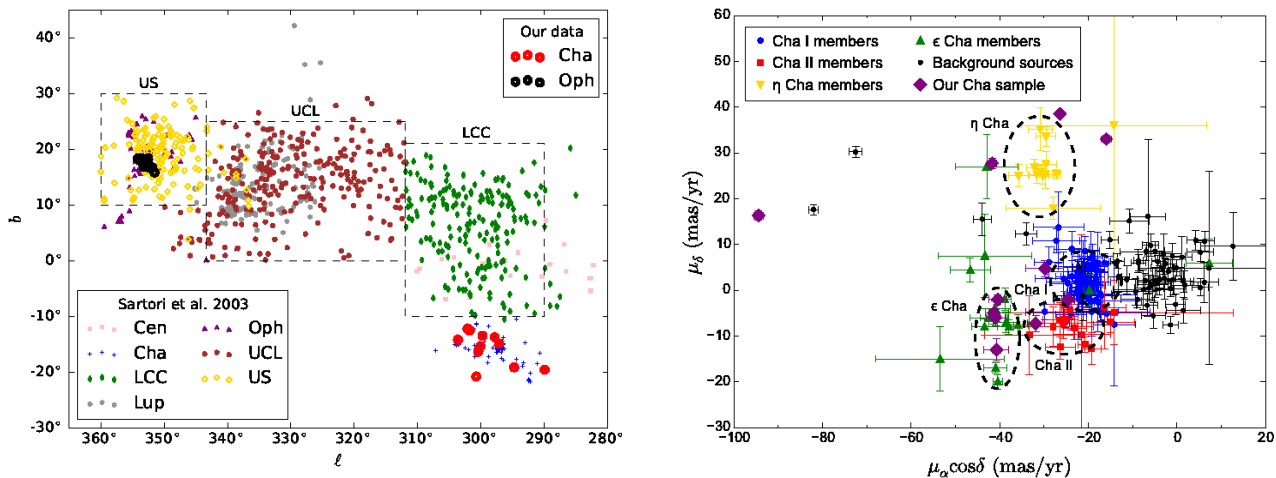 Our data
Cha
Oph
US
UCL
LCC
Sartori et al. 2003
Cen
Cha
LCC
Lup
Oph
UCL
US
40°
30°
20°
10°
0°
-10°
-20°
-30°
b
360° 350° 340° 330° 320° 310° 300° 290° 280°
ℓ
Cha I members
Cha II members
η Cha members
ϵ Cha members
Background sources
Our Cha sample
η Cha
ϵ Cha
Cha I
Cha II
60
50
40
30
20
10
0
-10
-20
-30
μδ (mas/yr)
-100 -80 -60 -40 -20 0 20
μαcosδ (mas/yr)